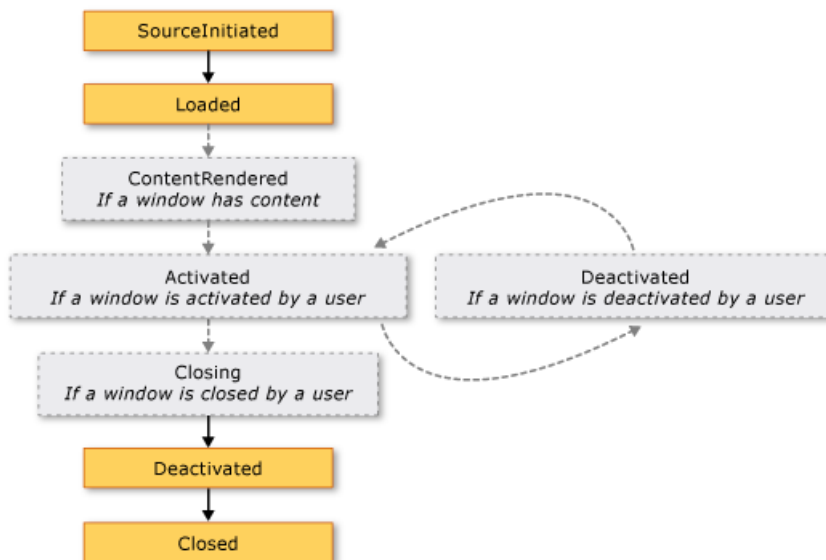 SourceInitiated
Loaded
ContentRendered
If a window has content
Activated
If a window is activated by a user
Deactivated
If a window is deactivated by a user
Closing
If a window is closed by a user
Deactivated
Closed